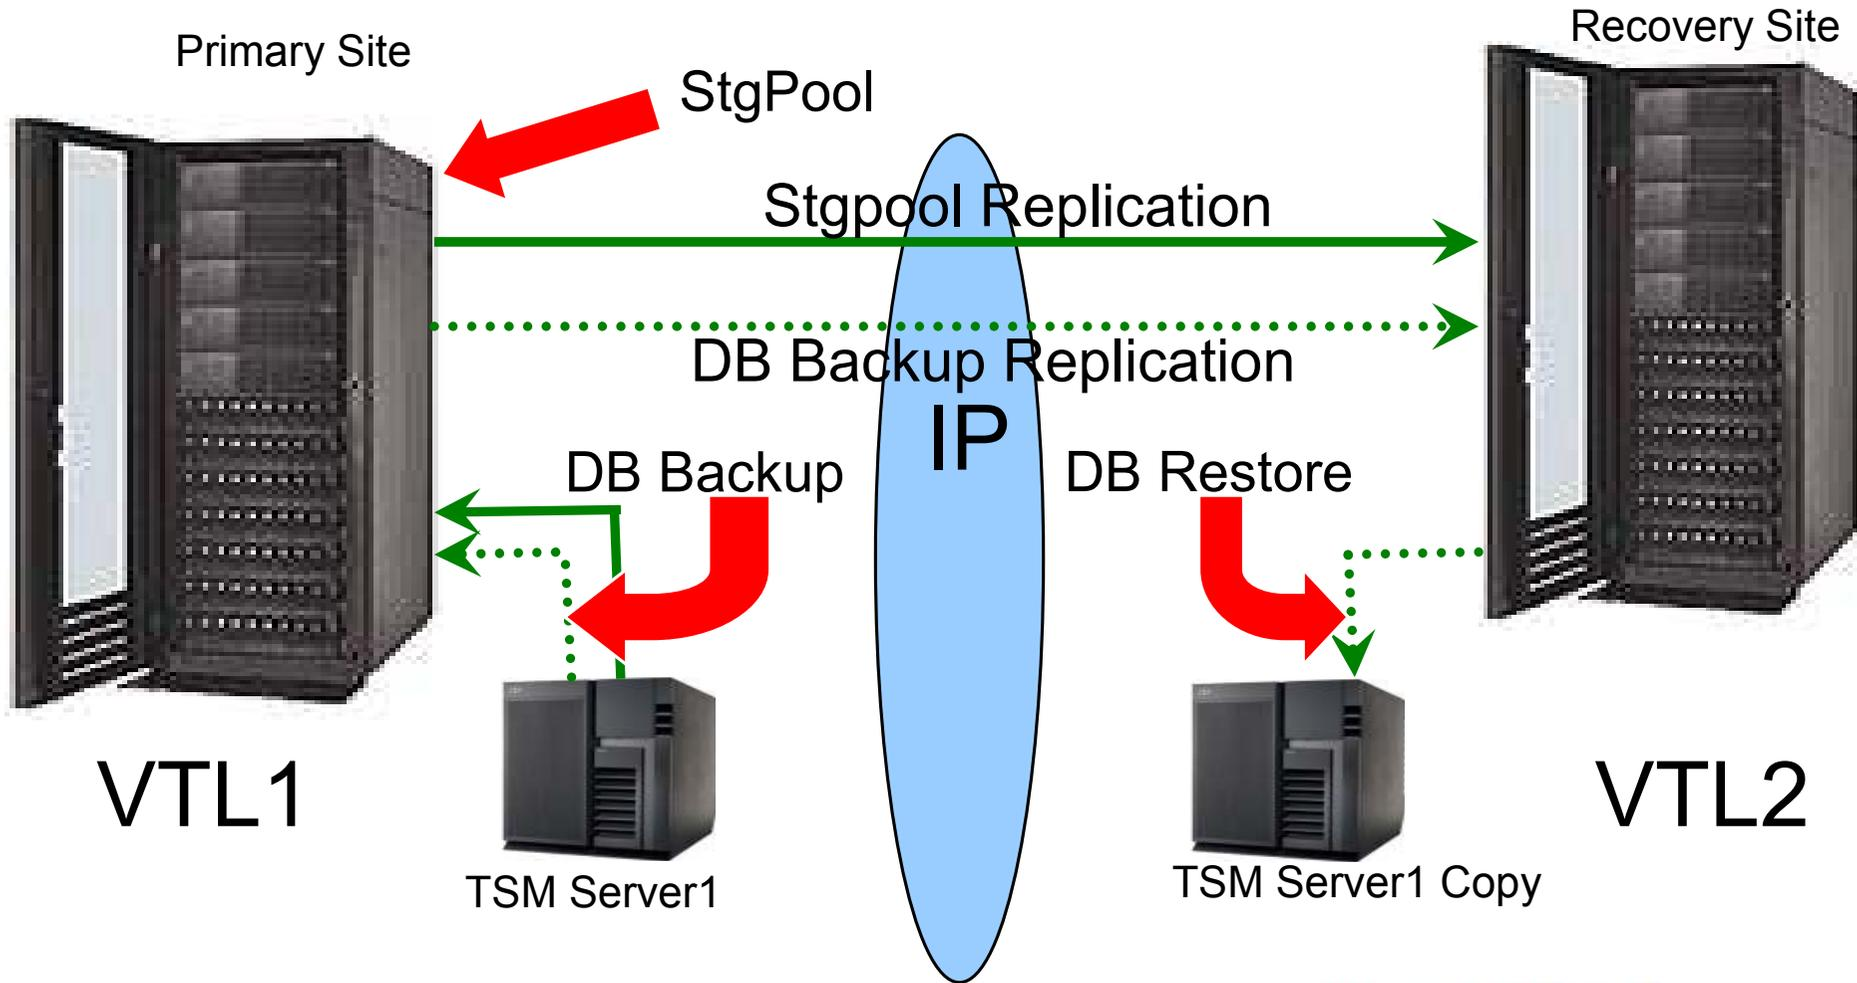 Primary Site
Recovery Site
StgPool
Stgpool Replication
DB Backup Replication
IP
DB Backup
DB Restore
VTL1
VTL2
TSM Server1
TSM Server1 Copy